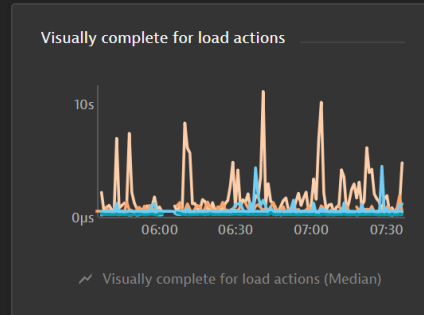 Visually complete for load actions
10s
0μs
06:00 06:30 07:00 07:30
Visually complete for load actions (Median)